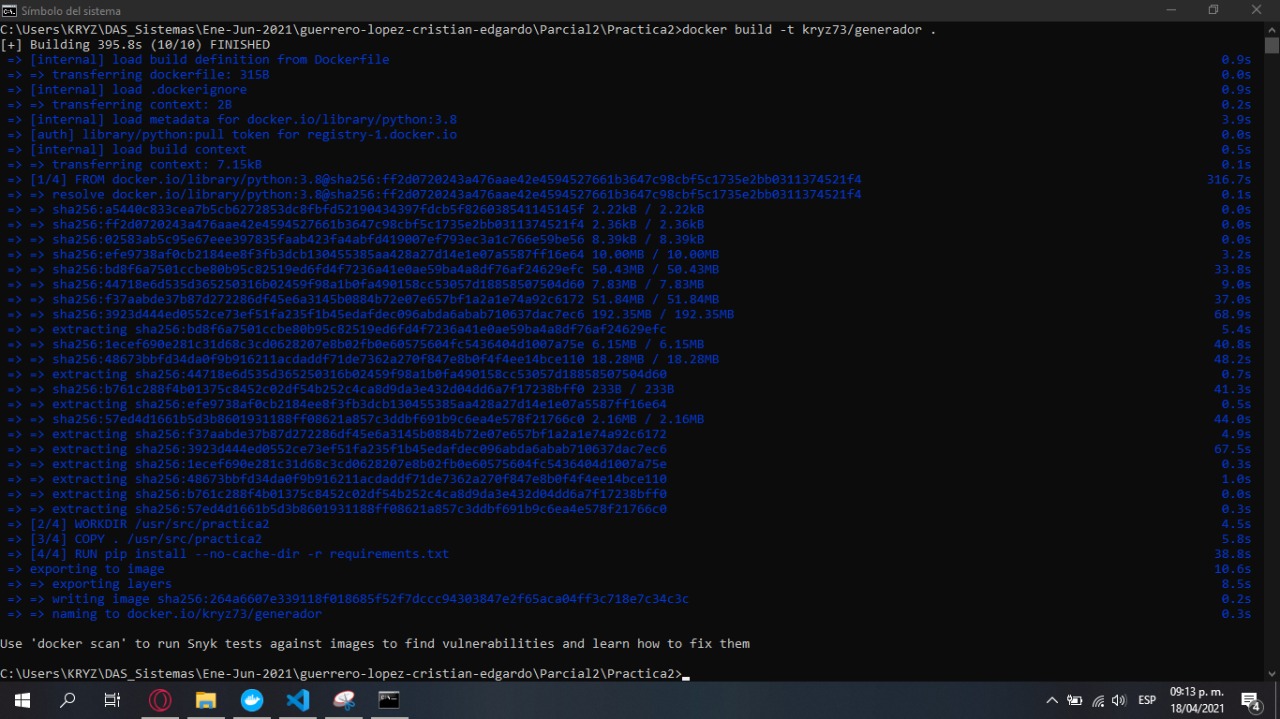 Símbolo del sistema
C:\Users\KRYZ\DAS_Sistemas\Ene-Jun-2021\guerrero-lopez-cristian-edgardo\Parcial2\Practica2>docker build -t kryz73/generador .
[+] Building 395.8s (10/10) FINISHED
=> [internal] load build definition from Dockerfile 0.9s
=> => transferring dockerfile: 315B 0.0s
=> [internal] load .dockerignore 0.9s
=> => transferring context: 2B 0.2s
=> [internal] load metadata for docker.io/library/python:3.8 3.9s
=> [auth] library/python:pull token for registry-1.docker.io 0.0s
=> [internal] load build context 0.5s
=> => transferring context: 7.15kB 0.1s
=> [1/4] FROM docker.io/library/python:3.8@sha256:ff2d0720243a476aae42e4594527661b3647c98cbf5c1735e2bb0311374521f4 316.7s
=> => resolve docker.io/library/python:3.8@sha256:ff2d0720243a476aae42e4594527661b3647c98cbf5c1735e2bb0311374521f4 0.1s
=> => sha256:a5440c833cea7b5cb6272853dc8fbfd52190434397fdcb5f82603854​1145145f 2.22kB / 2.22kB 0.0s
=> => sha256:ff2d0720243a476aae42e4594527661b3647c98cbf5c1735e2bb0311374521f4 2.36kB / 2.36kB 0.0s
=> => sha256:02583ab5c95e67eee397835faab423fa4abfd419007ef793ec3a1c766e59be56 8.39kB / 8.39kB 0.0s
=> => sha256:efe9738af0cb2184ee8f3fb3dcb130455385aa428a27d14e1e07a5587ff16e64 10.00MB / 10.00MB 3.2s
=> => sha256:bd8f6a7501ccbe80b95c82519ed6fd4f7236a41e0ae59ba4a8df76af24629efc 50.43MB / 50.43MB 33.8s
=> => sha256:44718e6d535d365250316b02459f98a1b0fa490158cc53057d18858507504d60 7.83MB / 7.83MB 9.0s
=> => sha256:f37aabde37b87d272286df45e6a3145b0884b72e07e657bf1a2a1e74a92c6172 51.84MB / 51.84MB 37.0s
=> => sha256:3923d444ed0552ce73ef51fa235f1b45edafdec096abda6abab710637dac7ec6 192.35MB / 192.35MB 68.9s
=> => extracting sha256:bd8f6a7501ccbe80b95c82519ed6fd4f7236a41e0ae59ba4a8df76af24629efc 5.4s
=> => sha256:1ecef690e281c31d68c3cd0628207e8b02fb0e60575604fc5436404d1007a75e 6.15MB / 6.15MB 40.8s
=> => sha256:48673bbfd34da0f9b916211acdaddf71de7362a270f847e8b0f4f4ee14bce110 18.28MB / 18.28MB 48.2s
=> => extracting sha256:44718e6d535d365250316b02459f98a1b0fa490158cc53057d18858507504d60 0.7s
=> => sha256:b761c288f4b01375c8452c02df54b252c4ca8d9da3e432d04dd6a7f17238bff0 233B / 233B 41.3s
=> => extracting sha256:efe9738af0cb2184ee8f3fb3dcb130455385aa428a27d14e1e07a5587ff16e64 0.5s
=> => sha256:57ed4d1661b5d3b8601931188ff08621a857c3ddbf691b9c6ea4e578f21766c0 2.16MB / 2.16MB 44.0s
=> => extracting sha256:f37aabde37b87d272286df45e6a3145b0884b72e07e657bf1a2a1e74a92c6172 4.9s
=> => extracting sha256:3923d444ed0552ce73ef51fa235f1b45edafdec096abda6abab710637dac7ec6 67.5s
=> => extracting sha256:1ecef690e281c31d68c3cd0628207e8b02fb0e60575604fc5436404d1007a75e 0.3s
=> => extracting sha256:48673bbfd34da0f9b916211acdaddf71de7362a270f847e8b0f4f4ee14bce110 1.0s
=> => extracting sha256:b761c288f4b01375c8452c02df54b252c4ca8d9da3e432d04dd6a7f17238bff0 0.0s
=> => extracting sha256:57ed4d1661b5d3b8601931188ff08621a857c3ddbf691b9c6ea4e578f21766c0 0.3s
=> [2/4] WORKDIR /usr/src/practica2 4.5s
=> [3/4] COPY . /usr/src/practica2 5.8s
=> [4/4] RUN pip install --no-cache-dir -r requirements.txt 38.8s
=> exporting to image 10.6s
=> => exporting layers 8.5s
=> => writing image sha256:264a6607e339118f018685f52f7dccc94303847e2f65aca04ff3c718e7c34c3c 0.2s
=> => naming to docker.io/kryz73/generador 0.3s
Use 'docker scan' to run Snyk tests against images to find vulnerabilities and learn how to fix them
C:\Users\KRYZ\DAS_Sistemas\Ene-Jun-2021\guerrero-lopez-cristian-edgardo\Parcial2\Practica2>
ESP
09:13 p. m.
18/04/2021
4